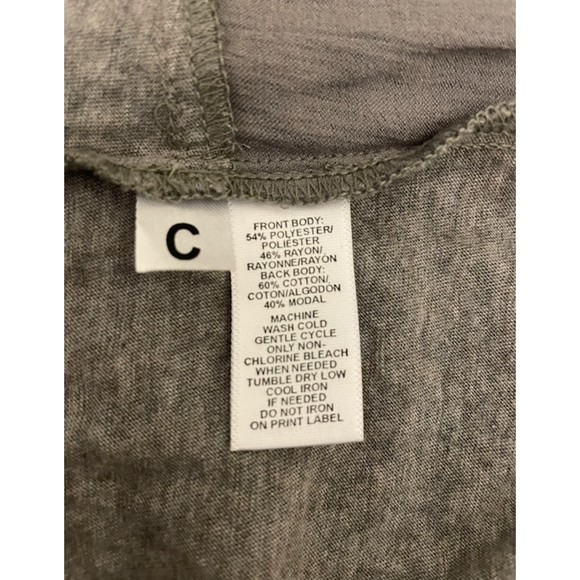 C
FRONT BODY:
54% POLYESTER/
POLIÉSTER
46% RAYON/
RAYONNE/RAYÓN
BACK BODY:
60% COTTON/
COTON/ALGODON
40% MODAL
MACHINE
WASH COLD
GENTLE CYCLE
ONLY NON-
CHLORINE BLEACH
WHEN NEEDED
TUMBLE DRY LOW
COOL IRON
IF NEEDED
DO NOT IRON
ON PRINT LABEL